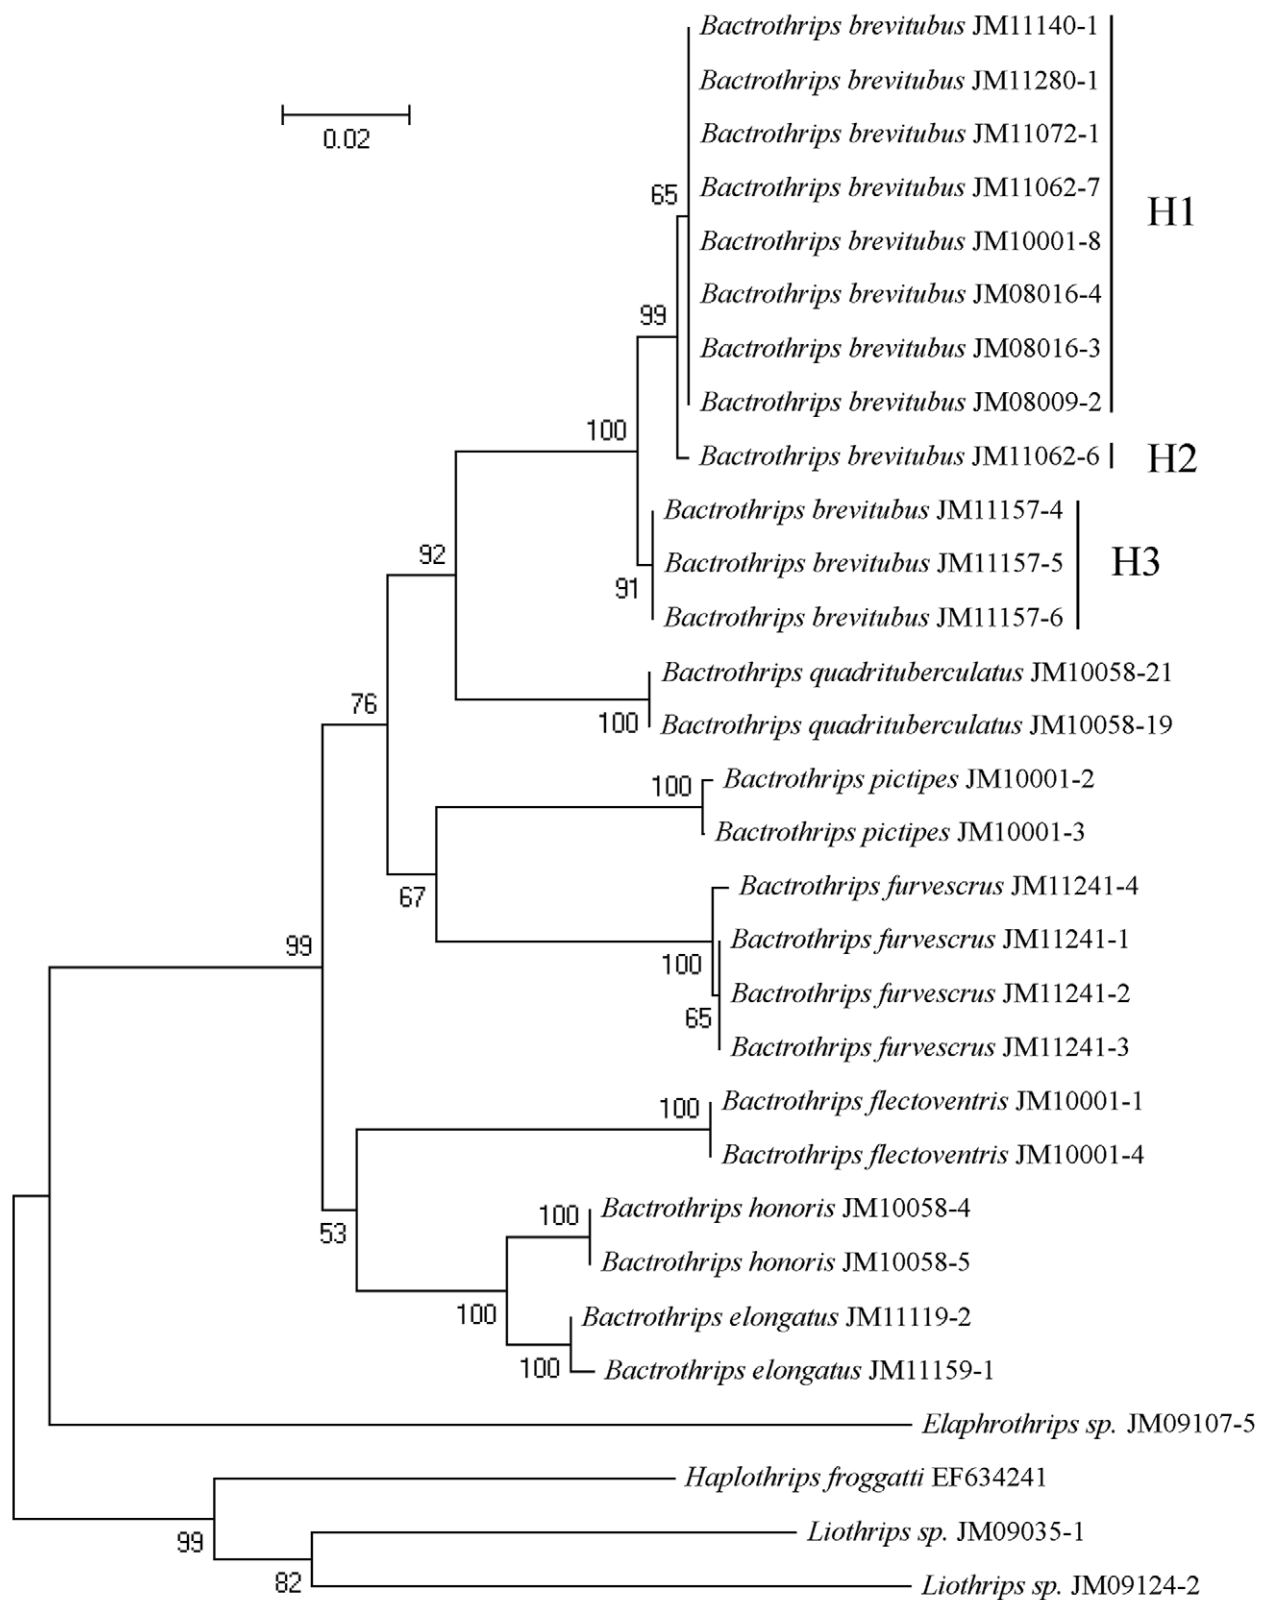 Bactrothrips brevitubus JM11140-1
Bactrothrips brevitubus JM11280-1
0.02
Bactrothrips brevitubus JM11072-1
65
Bactrothrips brevitubus JM11062-7
H1
Bactrothrips brevitubus JM10001-8
Bactrothrips brevitubus JM08016-4
99
Bactrothrips brevitubus JM08016-3
Bactrothrips brevitubus JM08009-2
100
Bactrothrips brevitubus JM11062-6
H2
Bactrothrips brevitubus JM11157-4
92
Bactrothrips brevitubus JM11157-5
H3
91
Bactrothrips brevitubus JM11157-6
Bactrothrips quadrituberculatus JM10058-21
76
100
Bactrothrips quadrituberculatus JM10058-19
100
Bactrothrips pictipes JM10001-2
Bactrothrips pictipes JM10001-3
67
Bactrothrips furvescrus JM11241-4
99
Bactrothrips furvescrus JM11241-1
100
Bactrothrips furvescrus JM11241-2
65
Bactrothrips furvescrus JM11241-3
100
Bactrothrips flectoventris JM10001-1
Bactrothrips flectoventris JM10001-4
53
100
Bactrothrips honoris JM10058-4
Bactrothrips honoris JM10058-5
100
Bactrothrips elongatus JM11119-2
100
Bactrothrips elongatus JM11159-1
Elaphrothrips sp. JM09107-5
Haplothrips froggatti EF634241
99
Liothrips sp. JM09035-1
82
Liothrips sp. JM09124-2